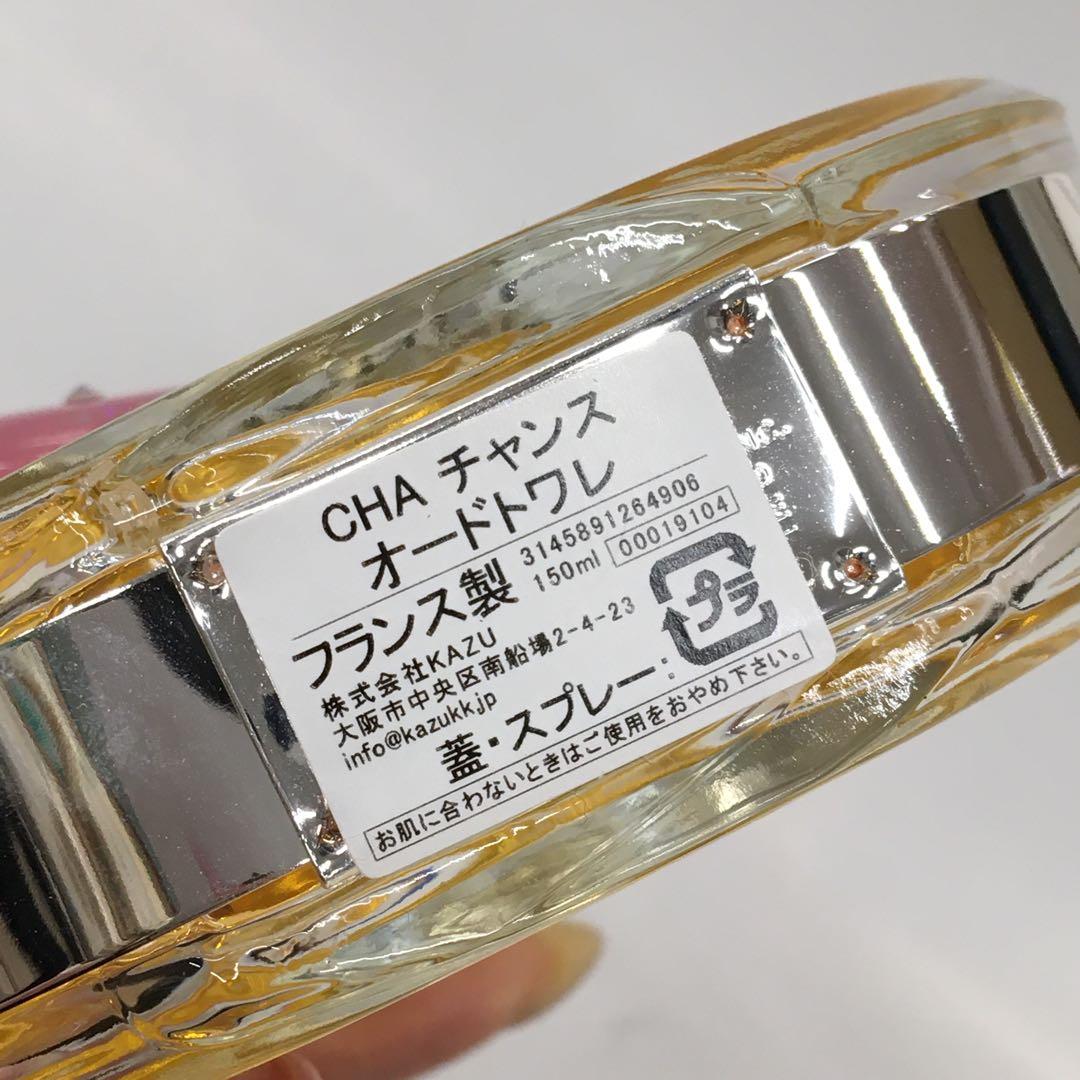 CHA チャンス
オードトワレ
フランス製 3145891264906
150ml 00019104
株式会社KAZU
大阪市中央区南船場2-4-23
info@kazukk.jp
プラ
蓋・スプレー:
お肌に合わないときはご使用をおやめ下さい。